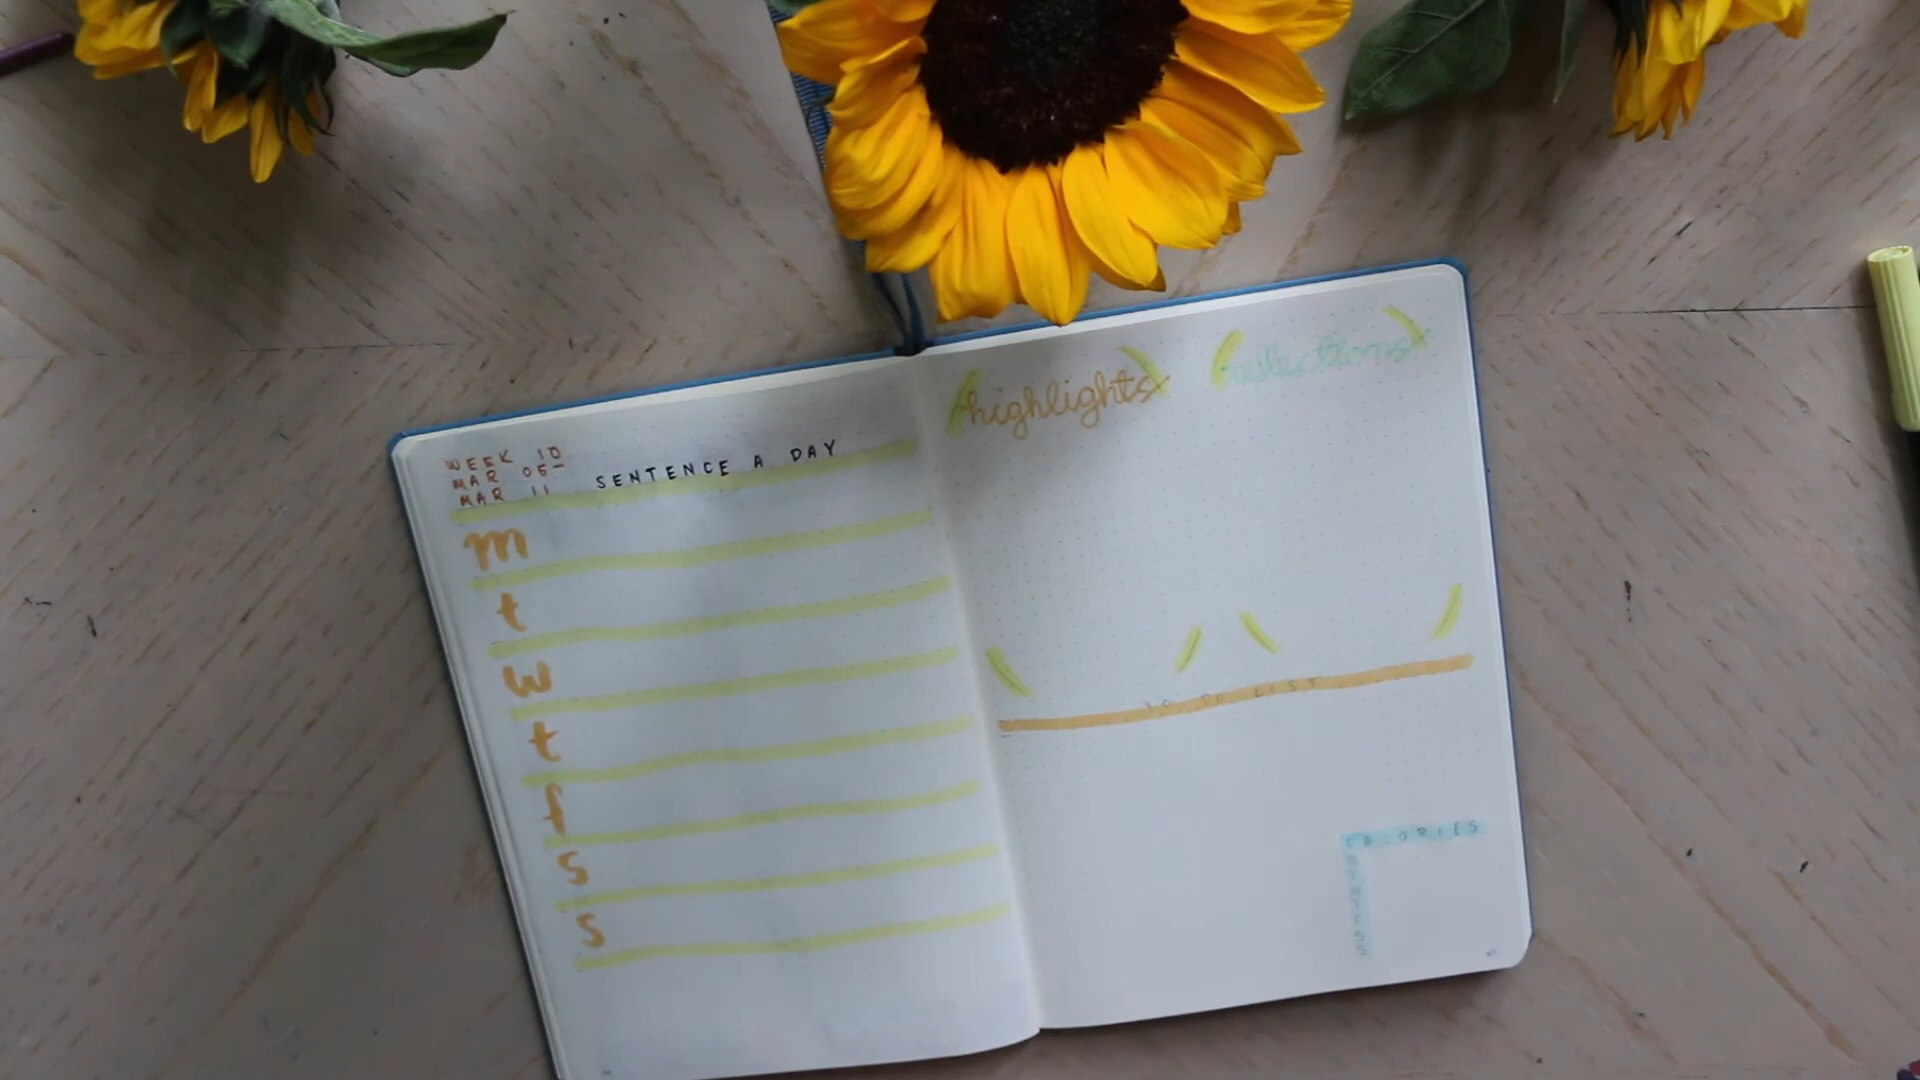 WEEK 10
MAR 05-
MAR 11
SENTENCE A DAY
m
t
w
t
f
s
s
highlights
reflections
TO DO LIST
CALORIES